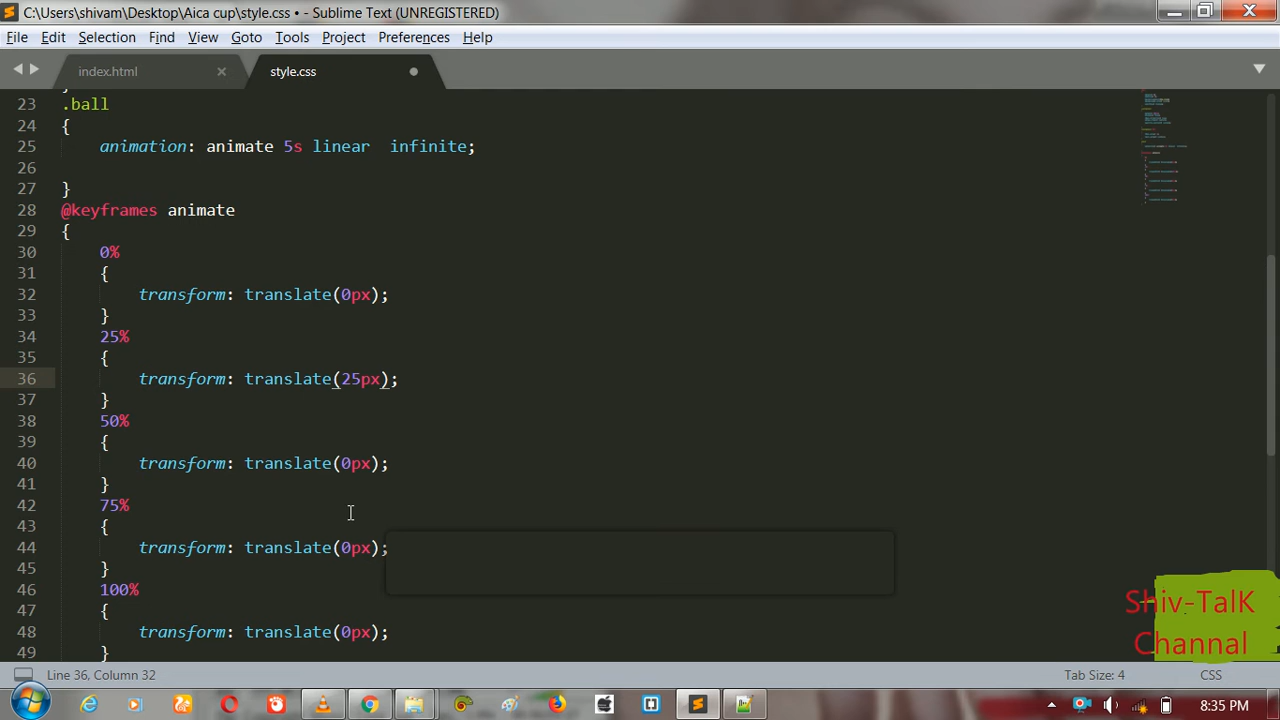 C:\Users\shivam\Desktop\Aica cup\style.css • - Sublime Text (UNREGISTERED)
File Edit Selection Find View Goto Tools Project Preferences Help
index.html style.css
23 .ball
24 {
25 animation: animate 5s linear  infinite;
26
27 }
28 @keyframes animate
29 {
30 0%
31 {
32 transform: translate(0px);
33 }
34 25%
35 {
36 transform: translate(25px);
37 }
38 50%
39 {
40 transform: translate(0px);
41 }
42 75%
43 {
44 transform: translate(0px);
45 }
46 100%
47 {
48 transform: translate(0px);
49 }
Shiv-TalK
Channel
Line 36, Column 32 Tab Size: 4 CSS
8:35 PM